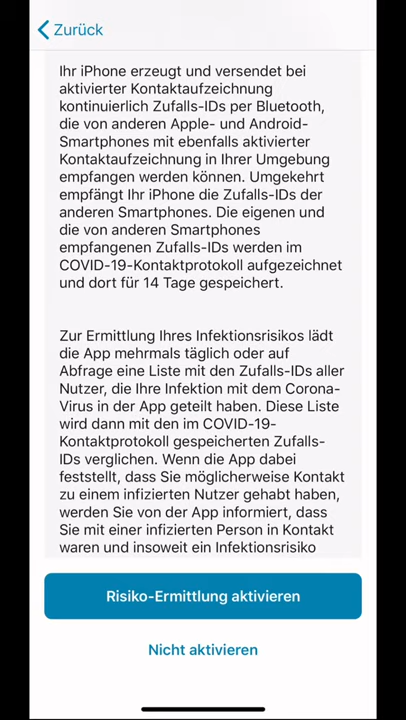 Zurück
Ihr iPhone erzeugt und versendet bei
aktivierter Kontaktaufzeichnung
kontinuierlich Zufalls-IDs per Bluetooth,
die von anderen Apple- und Android-
Smartphones mit ebenfalls aktivierter
Kontaktaufzeichnung in Ihrer Umgebung
empfangen werden können. Umgekehrt
empfängt Ihr iPhone die Zufalls-IDs der
anderen Smartphones. Die eigenen und
die von anderen Smartphones
empfangenen Zufalls-IDs werden im
COVID-19-Kontaktprotokoll aufgezeichnet
und dort für 14 Tage gespeichert.
Zur Ermittlung Ihres Infektionsrisikos lädt
die App mehrmals täglich oder auf
Abfrage eine Liste mit den Zufalls-IDs aller
Nutzer, die Ihre Infektion mit dem Corona-
Virus in der App geteilt haben. Diese Liste
wird dann mit den im COVID-19-
Kontaktprotokoll gespeicherten Zufalls-
IDs verglichen. Wenn die App dabei
feststellt, dass Sie möglicherweise Kontakt
zu einem infizierten Nutzer gehabt haben,
werden Sie von der App informiert, dass
Sie mit einer infizierten Person in Kontakt
waren und insoweit ein Infektionsrisiko
Risiko-Ermittlung aktivieren
Nicht aktivieren